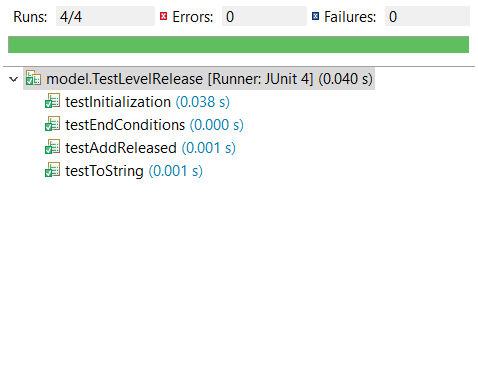 Runs: 4/4 Errors: 0 Failures: 0
model.TestLevelRelease [Runner: JUnit 4] (0.040 s)
testInitialization (0.038 s)
testEndConditions (0.000 s)
testAddReleased (0.001 s)
testToString (0.001 s)